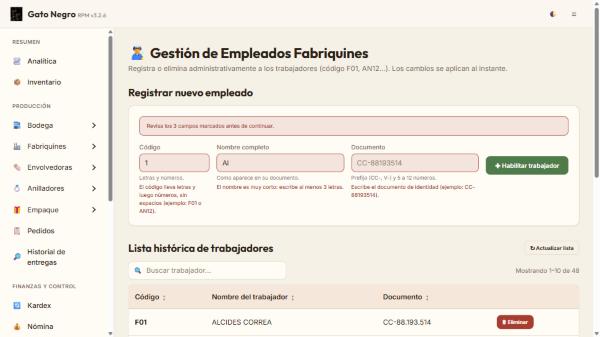 Gato Negro RPM v3.2.6
RESUMEN
Analítica
Inventario
PRODUCCIÓN
Bodega
Fabriquines
Envolvedoras
Anilladores
Empaque
Pedidos
Historial de entregas
FINANZAS Y CONTROL
Kardex
Nómina
Gestión de Empleados Fabriquines
Registra o elimina administrativamente a los trabajadores (código F01, AN12...). Los cambios se aplican al instante.
Registrar nuevo empleado
Revisa los 3 campos marcados antes de continuar.
Código
Nombre completo
Documento
1
Al
CC-88193514
+ Habilitar trabajador
Letras y números.
Como aparece en su documento.
Prefijo (CC-, V-) y 5 a 12 números.
El código lleva letras y luego números, sin espacios (ejemplo: F01 o AN12).
El nombre es muy corto: escribe al menos 3 letras.
Escribe el documento de identidad (ejemplo: CC-88193514).
Lista histórica de trabajadores
↻ Actualizar lista
Buscar trabajador...
Mostrando 1–10 de 48
Código
Nombre del trabajador
Documento
F01
ALCIDES CORREA
CC-88.193.514
Eliminar